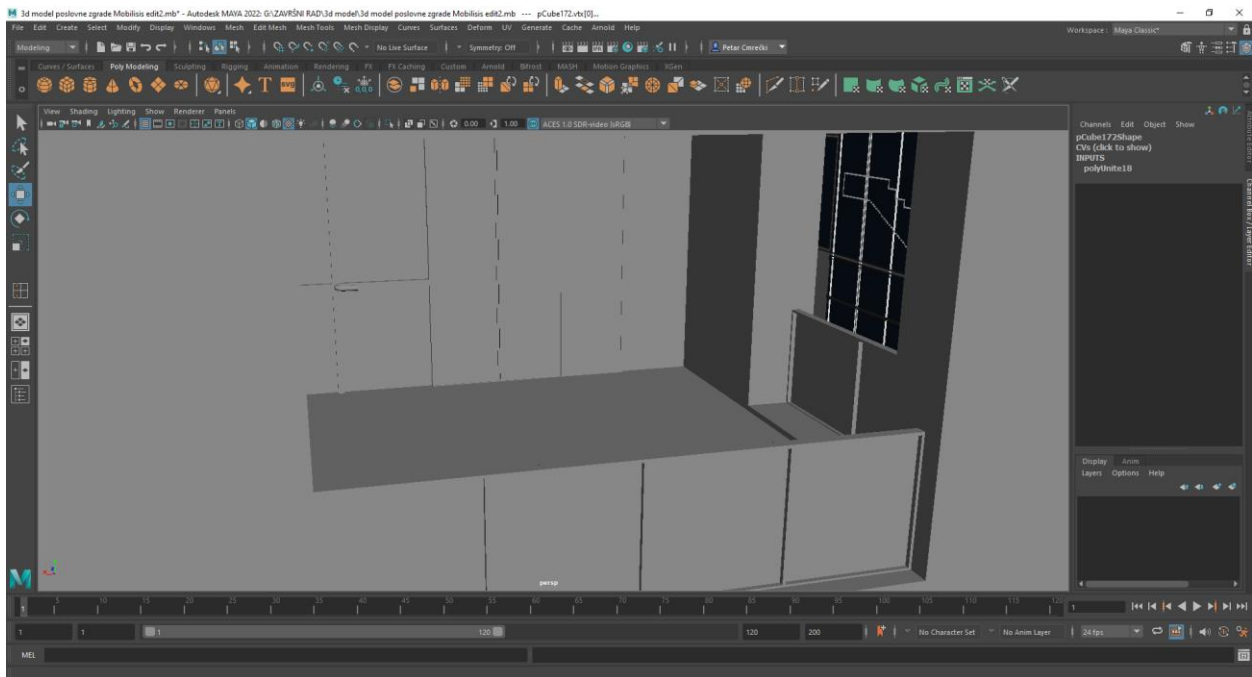 3d model poslovne zgrade Mobilisis edit2.mb* - Autodesk MAYA 2022: G:\ZAVRŠNI RAD\3d model\3d model poslovne zgrade Mobilisis edit2.mb --- pCube172.vtx[0]...
File Edit Create Select Modify Display Windows Mesh Edit Mesh Mesh Tools Mesh Display Curves Surfaces Deform UV Generate Cache Arnold Help
Workspace: Maya Classic*
Modeling No Live Surface Symmetry: Off Petar Cmrečki
Curves / Surfaces Poly Modeling Sculpting Rigging Animation Rendering FX FX Caching Custom Arnold Bifrost MASH Motion Graphics XGen
View Shading Lighting Show Renderer Panels
0.00 1.00 ACES 1.0 SDR-video (sRGB)
Channels Edit Object Show
pCube172Shape
CVs (click to show)
INPUTS
polyUnite18
Attribute Editor
Channel Box / Layer Editor
Display Anim
Layers Options Help
persp
1 5 10 15 20 25 30 35 40 45 50 55 60 65 70 75 80 85 90 95 100 105 110 115 120 1
1 1 1 120 120 200 No Character Set No Anim Layer 24 fps
MEL